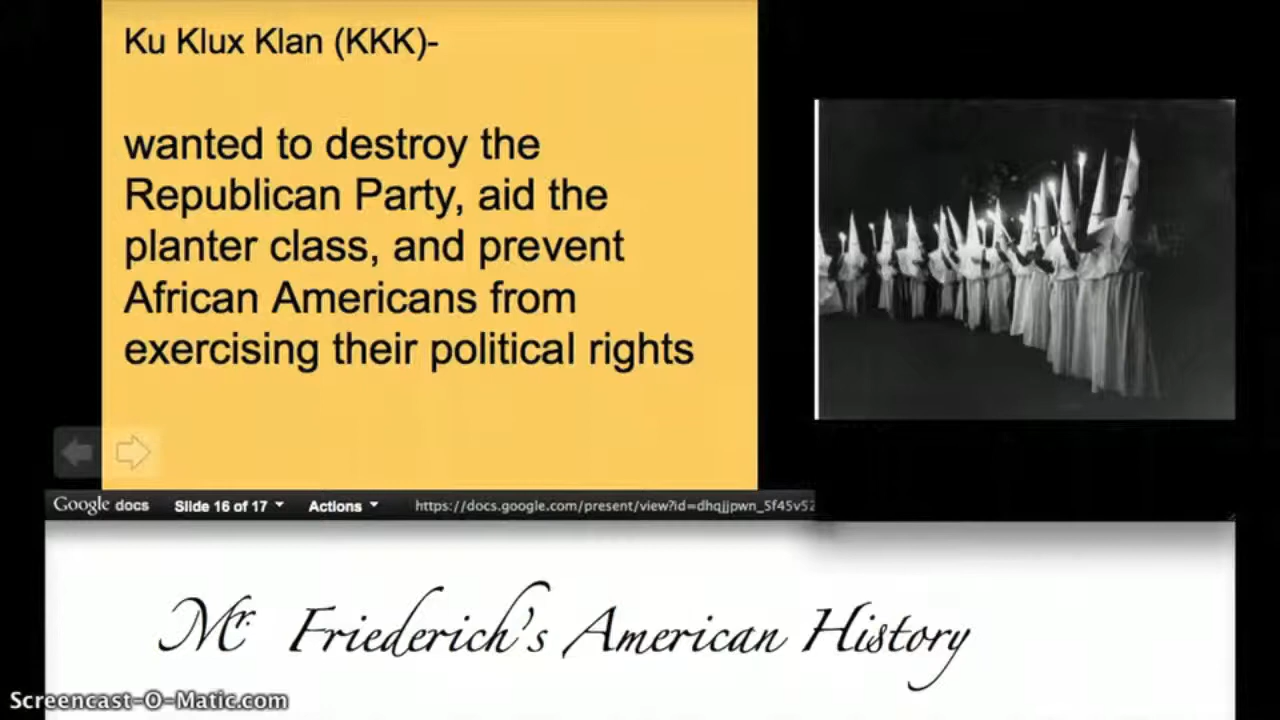 Ku Klux Klan (KKK)-
wanted to destroy the
Republican Party, aid the
planter class, and prevent
African Americans from
exercising their political rights
Google docs Slide 16 of 17 Actions https://docs.google.com/present/view?id=dhqjjpwn_5f45v52
Mr. Friederich's American History
Screencast-O-Matic.com